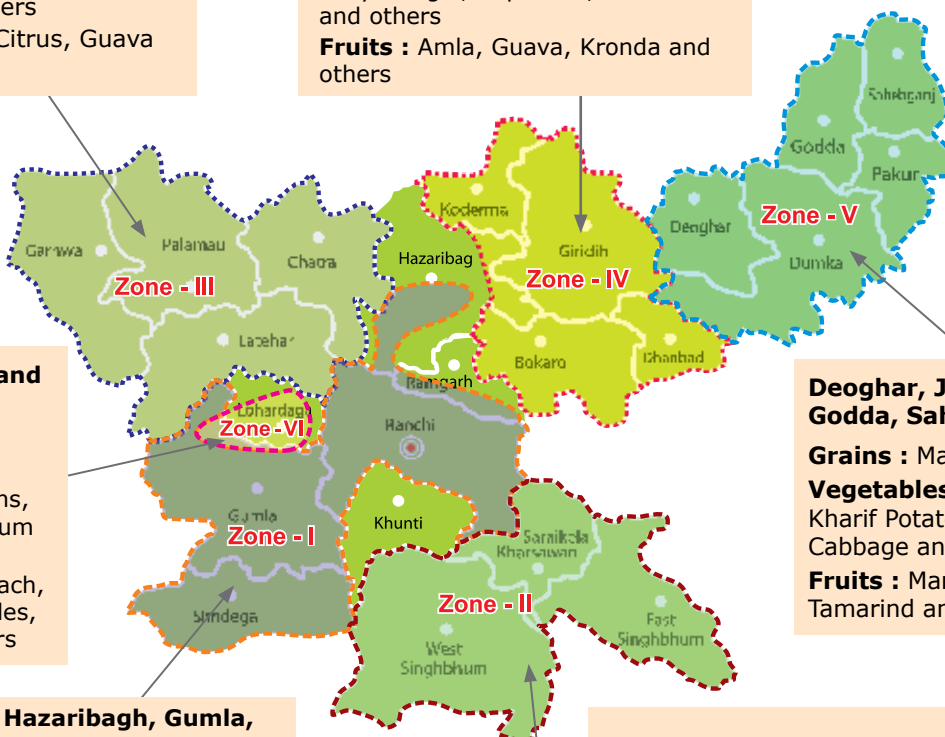 ers
Citrus, Guava
and others
Fruits : Amla, Guava, Kronda and
others
Sahebganj
Godda
Pakur
Koderma
Deoghar
Zone - V
Garwa
Palamau
Chatra
Hazaribag
Giridih
Dumka
Zone - III
Zone - IV
Latehar
Bokaro
Dhanbad
Ramgarh
and
Lohardaga
Zone -VI
Ranchi
Deoghar, J
Godda, Sah
Grains : Ma
Vegetables
Kharif Potat
Cabbage an
Fruits : Man
Tamarind an
ns,
um
ach,
les,
rs
Gumla
Zone - I
Khunti
Saraikela
Kharsawan
Zone - II
Simdega
East
Singhbhum
West
Singhbhum
Hazaribagh, Gumla,